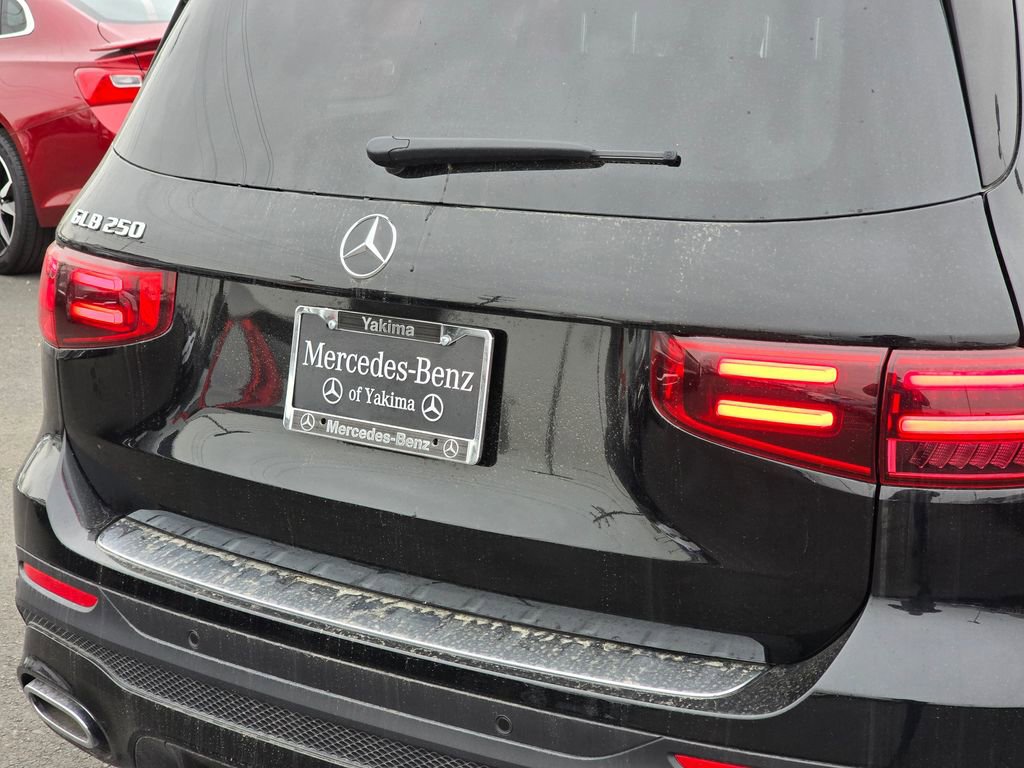 GLB 250
Yakima
Mercedes-Benz
of Yakima
Mercedes-Benz